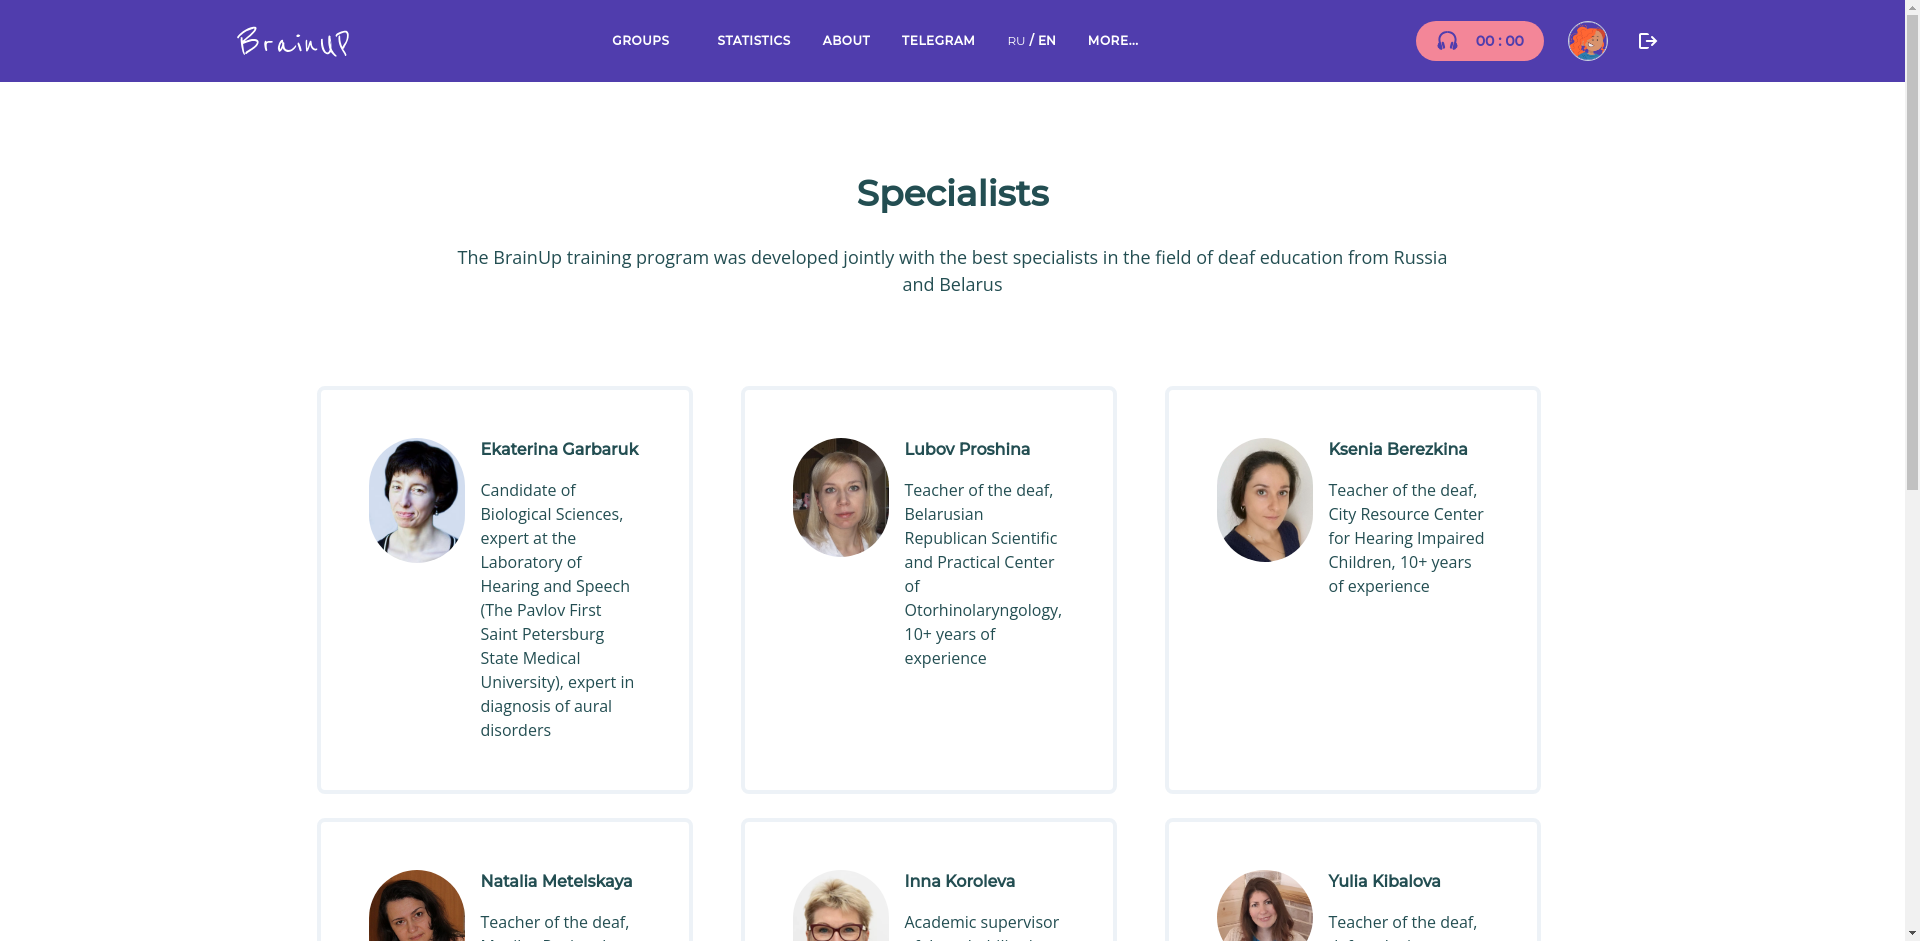 BrainUP
GROUPS STATISTICS ABOUT TELEGRAM RU / EN MORE...
00 : 00
Specialists
The BrainUp training program was developed jointly with the best specialists in the field of deaf education from Russia
and Belarus
Ekaterina Garbaruk
Candidate of
Biological Sciences,
expert at the
Laboratory of
Hearing and Speech
(The Pavlov First
Saint Petersburg
State Medical
University), expert in
diagnosis of aural
disorders
Lubov Proshina
Teacher of the deaf,
Belarusian
Republican Scientific
and Practical Center
of
Otorhinolaryngology,
10+ years of
experience
Ksenia Berezkina
Teacher of the deaf,
City Resource Center
for Hearing Impaired
Children, 10+ years
of experience
Natalia Metelskaya
Teacher of the deaf,
Inna Koroleva
Academic supervisor
Yulia Kibalova
Teacher of the deaf,